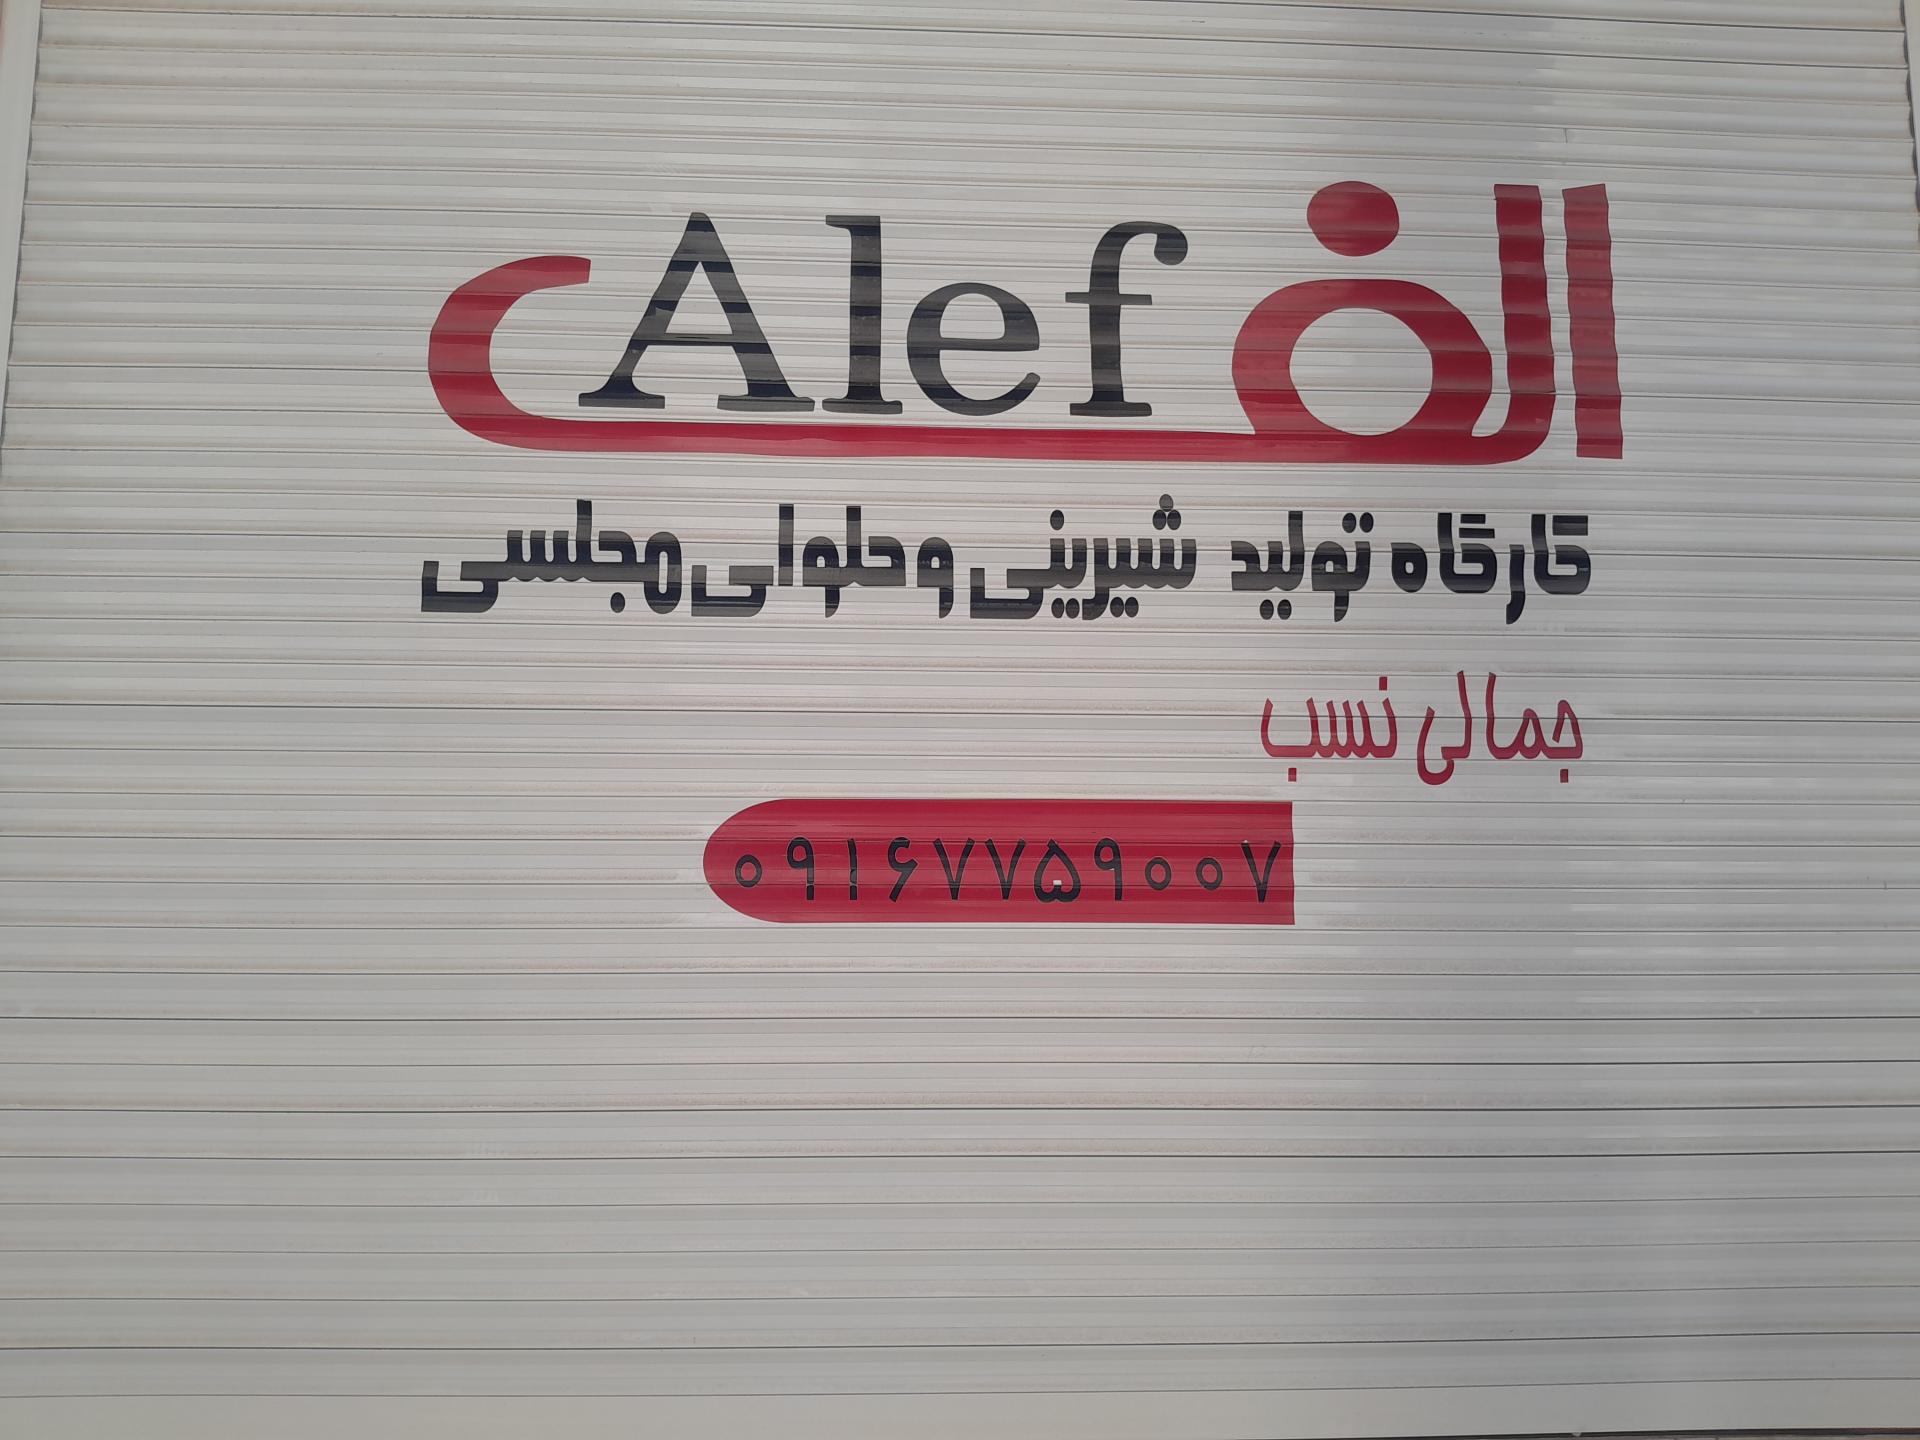 الف Alef
کارگاه تولید شیرینی و حلوای مجلسی
جمالی نسب
۰۹۱۶۷۷۵۹۰۰۷